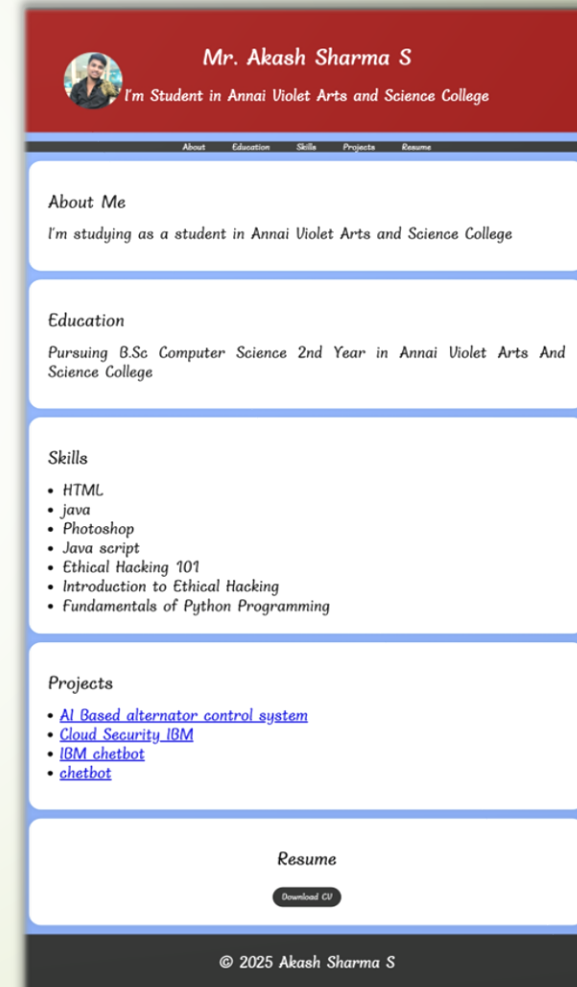 Mr. Akash Sharma S
I'm Student in Annai Violet Arts and Science College
About Education Skills Projects Resume
About Me
I'm studying as a student in Annai Violet Arts and Science College
Education
Pursuing B.Sc Computer Science 2nd Year in Annai Violet Arts And
Science College
Skills
• HTML
• java
• Photoshop
• Java script
• Ethical Hacking 101
• Introduction to Ethical Hacking
• Fundamentals of Python Programming
Projects
• AI Based alternator control system
• Cloud Security IBM
• IBM chetbot
• chetbot
Resume
Download CV
© 2025 Akash Sharma S